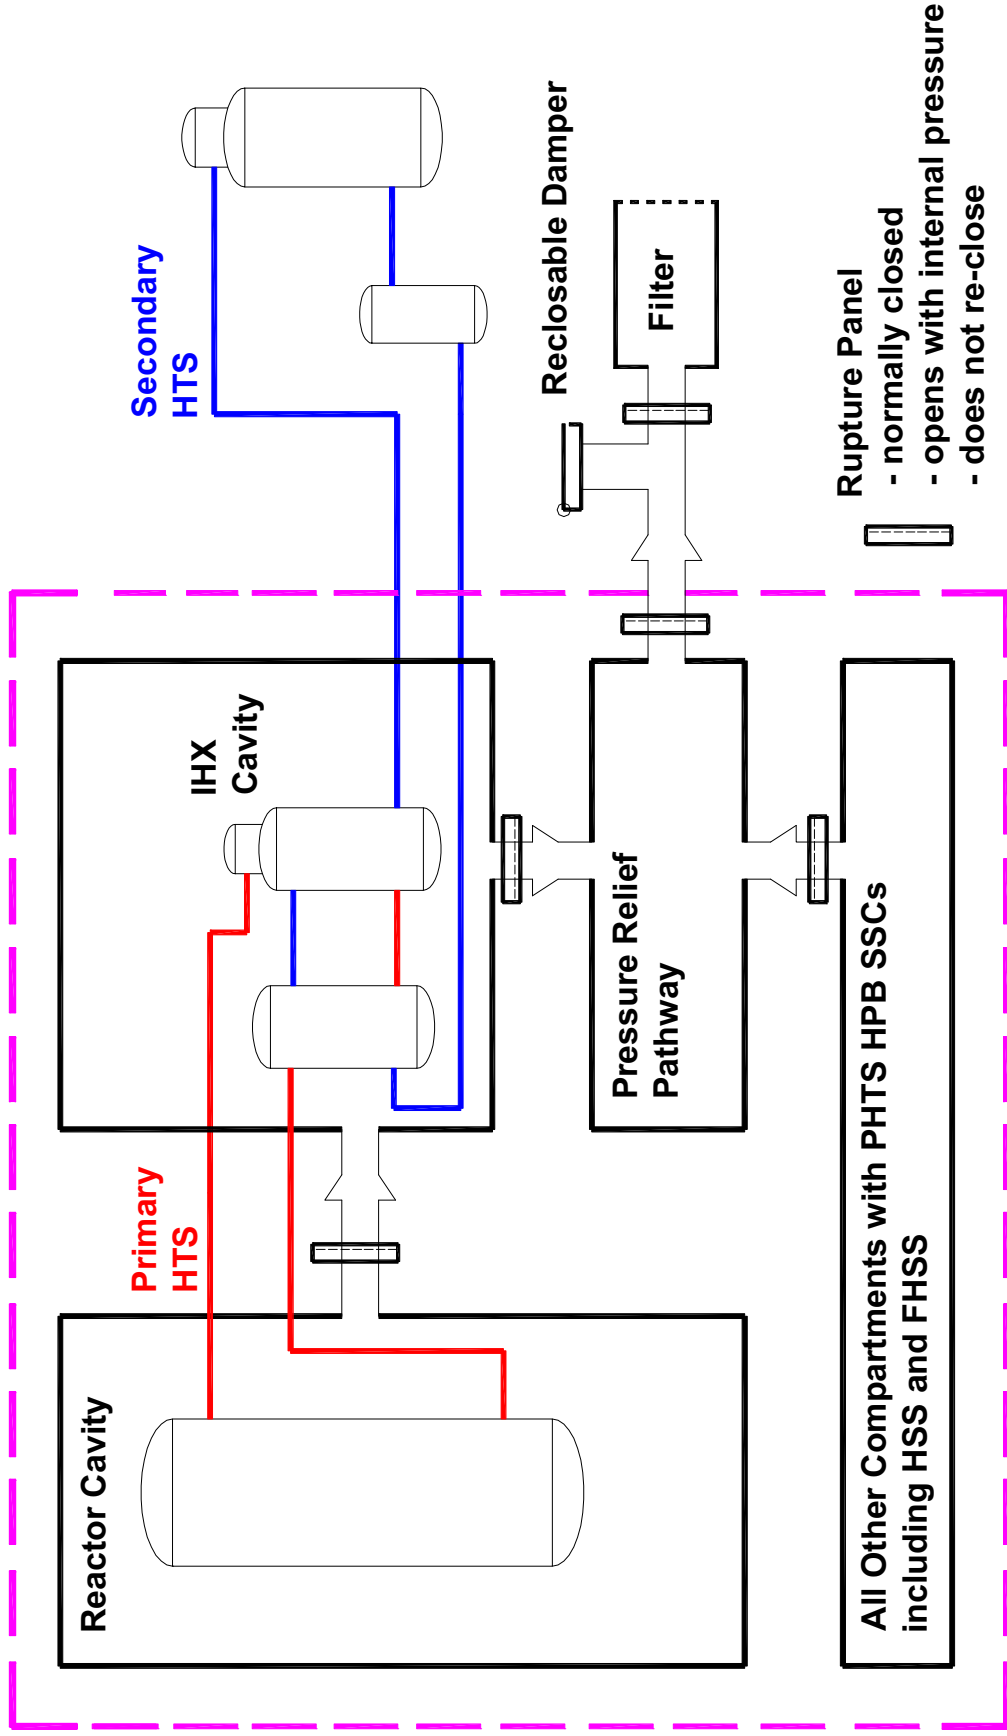 Reactor Cavity
Primary
HTS
IHX
Cavity
Secondary
HTS
Pressure Relief
Pathway
Reclosable Damper
Filter
All Other Compartments with PHTS HPB SSCs
including HSS and FHSS
Rupture Panel
- normally closed
- opens with internal pressure
- does not re-close